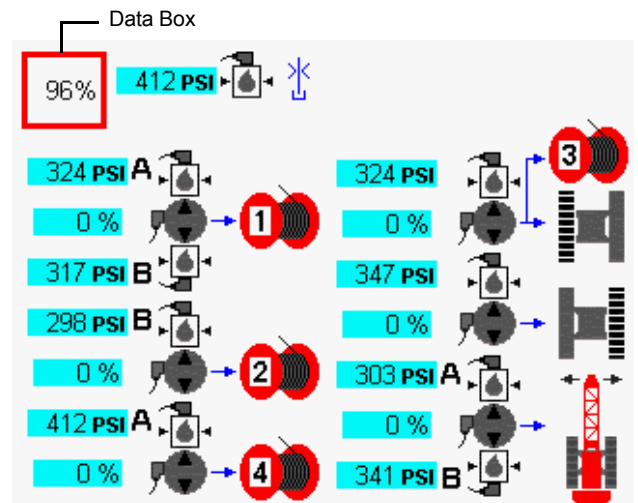 Data Box
96% 412 PSI
324 PSI A
0 % 1
317 PSI B
298 PSI B
0 % 2
412 PSI A
0 % 4
3
324 PSI
0 %
347 PSI
0 %
303 PSI A
0 %
341 PSI B